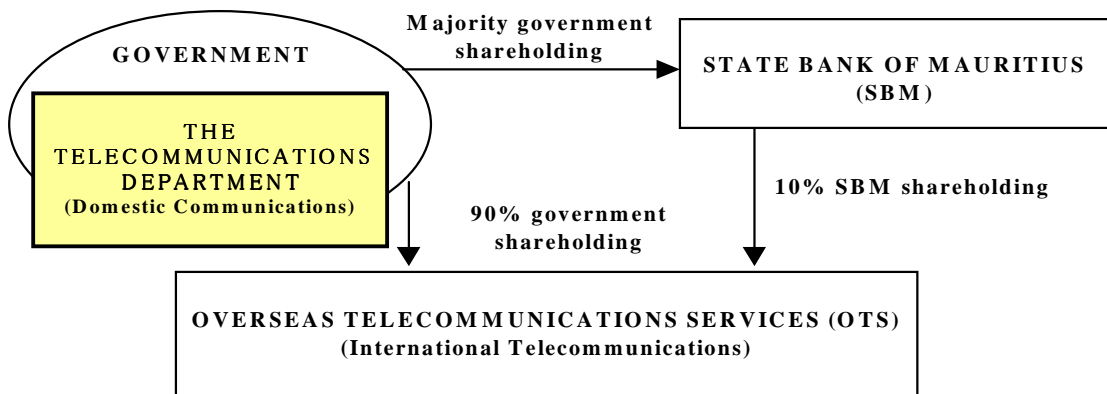 Majority government
shareholding
GOVERNMENT
STATE BANK OF MAURITIUS
(SBM)
THE
TELECOMMUNICATIONS
DEPARTMENT
(Domestic Communications)
10% SBM shareholding
90% government
shareholding
OVERSEAS TELECOMMUNICATIONS SERVICES (OTS)
(International Telecommunications)